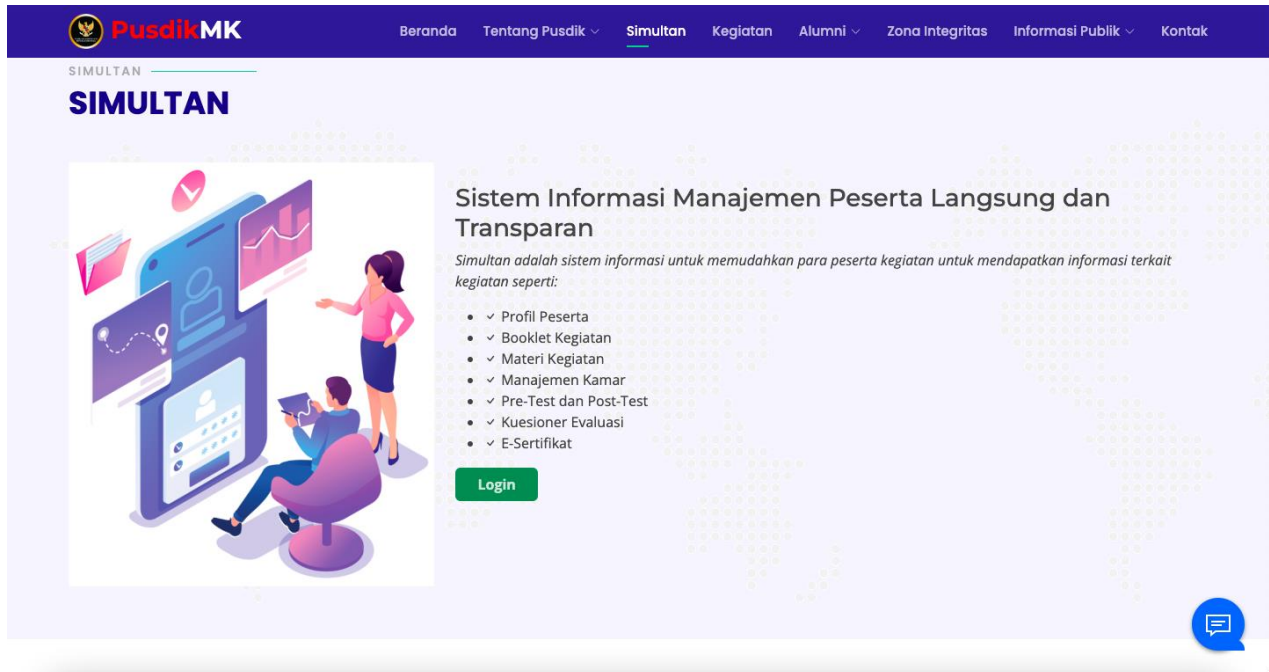 PusdikMK
Beranda Tentang Pusdik Simultan Kegiatan Alumni Zona Integritas Informasi Publik Kontak
SIMULTAN
SIMULTAN
Sistem Informasi Manajemen Peserta Langsung dan
Transparan
Simultan adalah sistem informasi untuk memudahkan para peserta kegiatan untuk mendapatkan informasi terkait
kegiatan seperti:
Profil Peserta
Booklet Kegiatan
Materi Kegiatan
Manajemen Kamar
Pre-Test dan Post-Test
Kuesioner Evaluasi
E-Sertifikat
Login